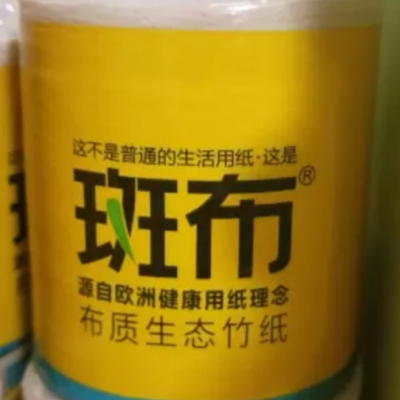 这不是普通的生活用纸·这是
斑布®
源自欧洲健康用纸理念
布质生态竹纸